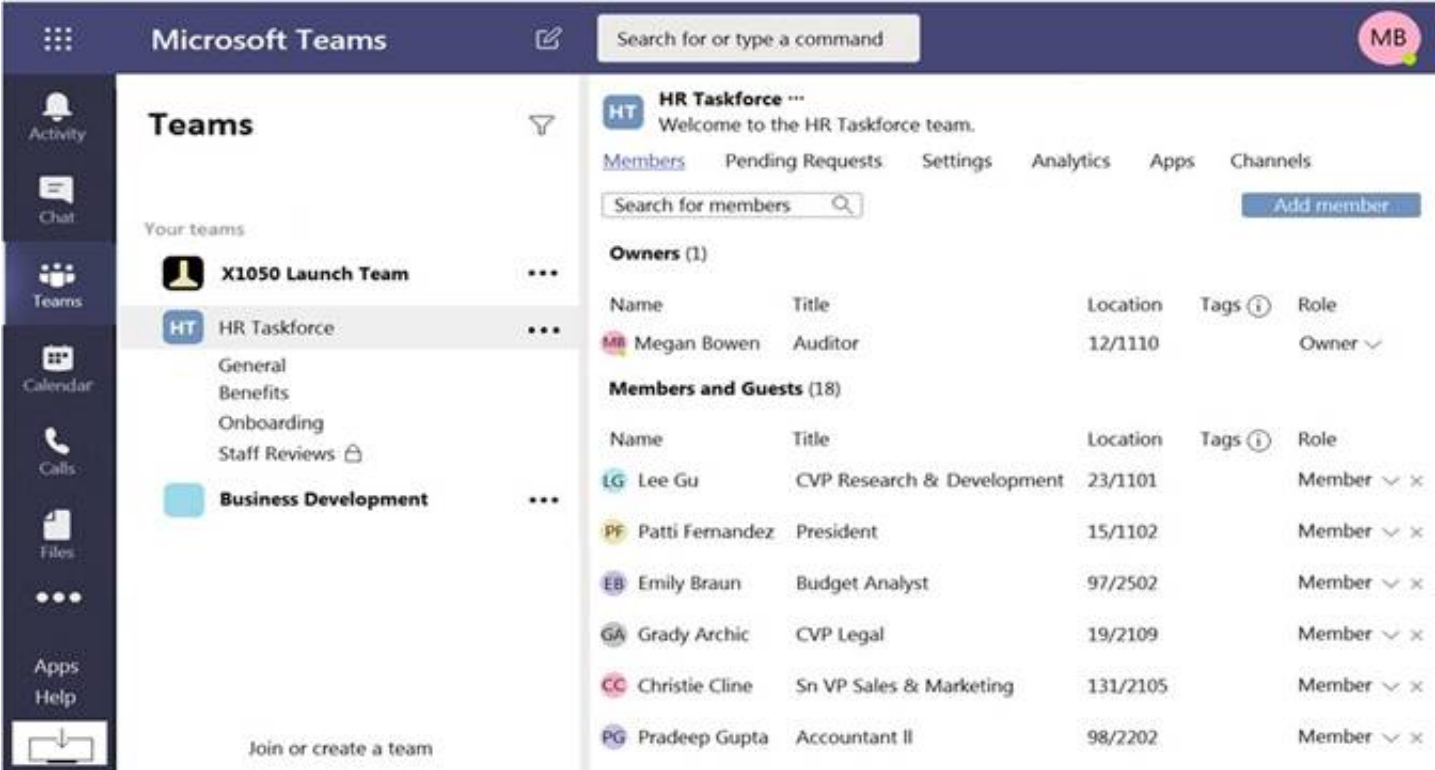 Microsoft Teams
Search for or type a command
MB
Activity
Chat
Teams
Calendar
Calls
Files
Apps
Help
Teams
Your teams
X1050 Launch Team
HT HR Taskforce
General
Benefits
Onboarding
Staff Reviews
Business Development
Join or create a team
HT
HR Taskforce ...
Welcome to the HR Taskforce team.
Members Pending Requests Settings Analytics Apps Channels
Search for members
Add member
Owners (1)
Name Title Location Tags Role
MB Megan Bowen Auditor 12/1110 Owner
Members and Guests (18)
Name Title Location Tags Role
LG Lee Gu CVP Research & Development 23/1101 Member
PF Patti Fernandez President 15/1102 Member
EB Emily Braun Budget Analyst 97/2502 Member
GA Grady Archic CVP Legal 19/2109 Member
CC Christie Cline Sn VP Sales & Marketing 131/2105 Member
PG Pradeep Gupta Accountant II 98/2202 Member